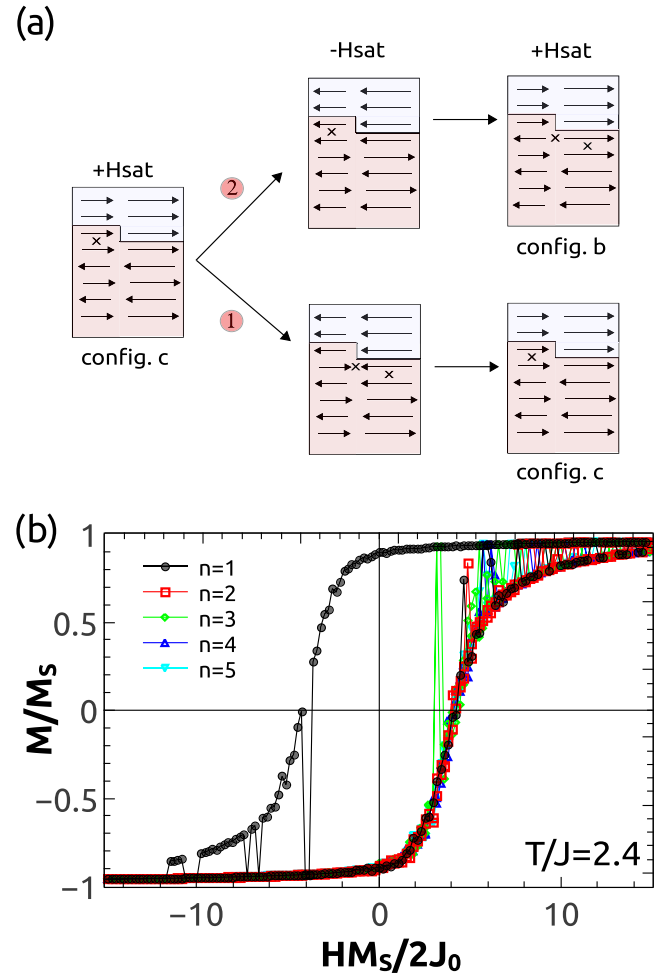 (a)
-Hsat
+Hsat
+Hsat
2
config. b
1
config. c
config. c
(b)
1
0.5
0
−0.5
−1
M/MS
n=1
n=2
n=3
n=4
n=5
T/J=2.4
−10
0
10
HMS/2J0